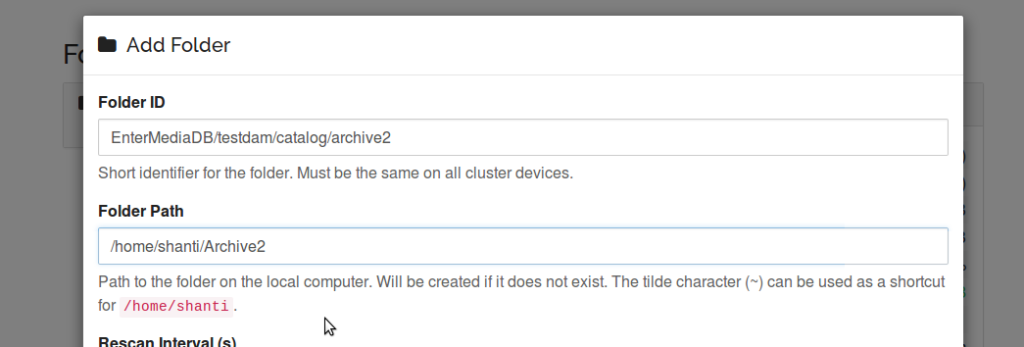 Add Folder
Folder ID
EnterMediaDB/testdam/catalog/archive2
Short identifier for the folder. Must be the same on all cluster devices.
Folder Path
/home/shanti/Archive2
Path to the folder on the local computer. Will be created if it does not exist. The tilde character (~) can be used as a shortcut
for /home/shanti.
Rescan Interval (s)